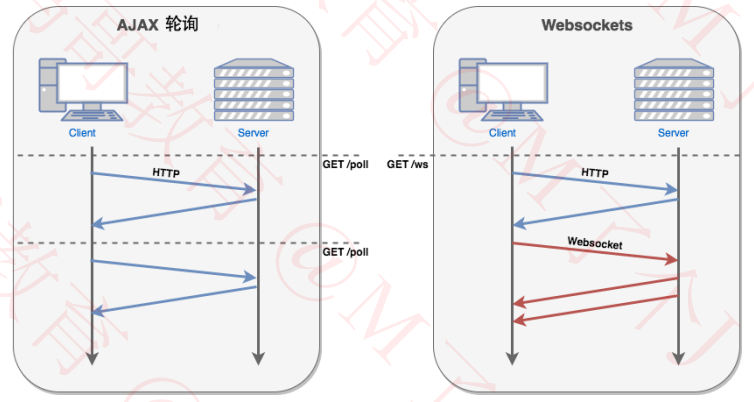 AJAX 轮询
Client
Server
GET /poll
HTTP
GET /poll
Websockets
Client
Server
GET /ws
HTTP
Websocket